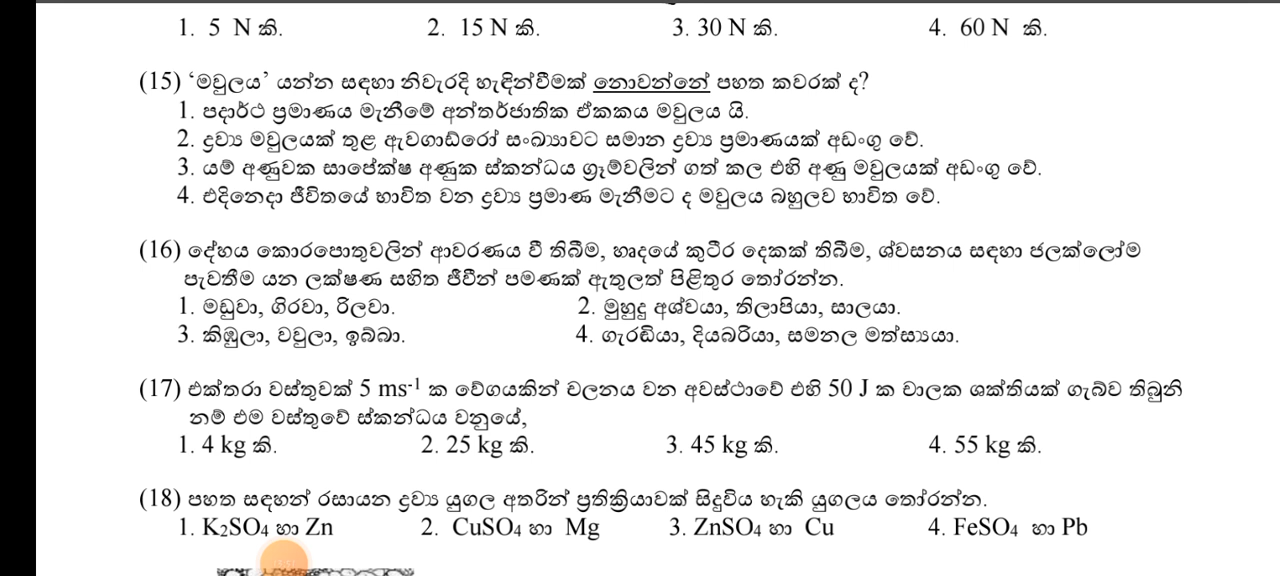 1. 5 N කි. 2. 15 N කි. 3. 30 N කි. 4. 60 N කි.
(15) ‘මවුලය’ යන්න සඳහා නිවැරදි හැඳින්වීමක් නොවන්නේ පහත කවරක් ද?
1. පදාර්ථ ප්‍රමාණය මැනීමේ අන්තර්ජාතික ඒකකය මවුලය යි.
2. ද්‍රව්‍ය මවුලයක් තුළ ඇවගාඩ්රෝ සංඛ්‍යාවට සමාන ද්‍රව්‍ය ප්‍රමාණයක් අඩංගු වේ.
3. යම් අණුවක සාපේක්ෂ අණුක ස්කන්ධය ග්‍රෑම්වලින් ගත් කල එහි අණු මවුලයක් අඩංගු වේ.
4. එදිනෙදා ජීවිතයේ භාවිත වන ද්‍රව්‍ය ප්‍රමාණ මැනීමට ද මවුලය බහුලව භාවිත වේ.
(16) දේහය කොරපොතුවලින් ආවරණය වී තිබීම, හෘදයේ කුටීර දෙකක් තිබීම, ශ්වසනය සඳහා ජලක්ලෝම
පැවතීම යන ලක්ෂණ සහිත ජීවීන් පමණක් ඇතුලත් පිළිතුර තෝරන්න.
1. මඩුවා, ගිරවා, රිලවා. 2. මුහුදු අශ්වයා, තිලාපියා, සාලයා.
3. කිඹුලා, වවුලා, ඉබ්බා. 4. ගැරඬියා, දියබරියා, සමනල මත්ස්‍යයා.
(17) එක්තරා වස්තුවක් 5 ms⁻¹ ක වේගයකින් චලනය වන අවස්ථාවේ එහි 50 J ක චාලක ශක්තියක් ගැබ්ව තිබුනි
නම් එම වස්තුවේ ස්කන්ධය වනුයේ,
1. 4 kg කි. 2. 25 kg කි. 3. 45 kg කි. 4. 55 kg කි.
(18) පහත සඳහන් රසායන ද්‍රව්‍ය යුගල අතරින් ප්‍රතික්‍රියාවක් සිදුවිය හැකි යුගලය තෝරන්න.
1. K₂SO₄ හා Zn 2. CuSO₄ හා Mg 3. ZnSO₄ හා Cu 4. FeSO₄ හා Pb